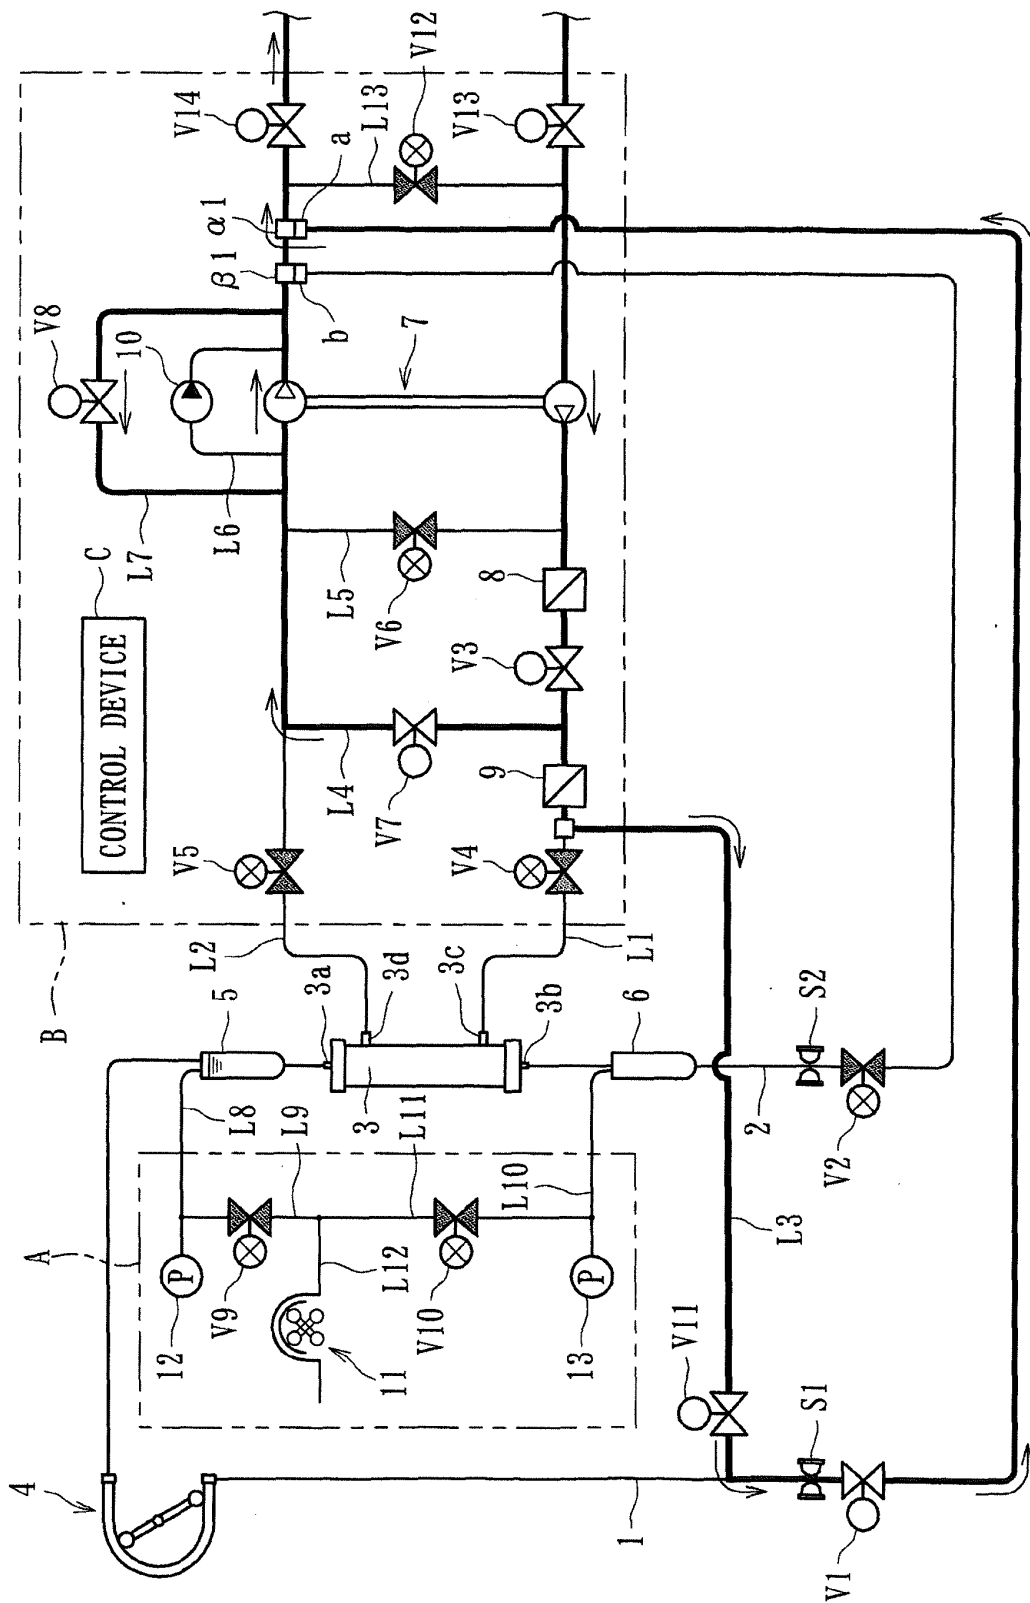 V12
V14
L13
V13
a
α1
β1
b
V8
10
7
L6
L7
C
CONTROL DEVICE
L5
V6
8
V3
L4
V7
9
V5
V4
B
L2
L1
5
3a
3d
3c
3b
6
S2
3
L8
L9
L11
L10
2
V2
A
P
12
V9
L12
11
V10
P
13
L3
V11
S1
4
1
V1